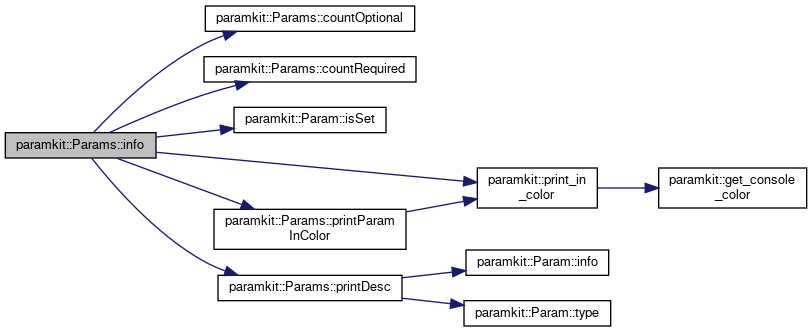 paramkit::Params::countOptional
paramkit::Params::countRequired
paramkit::Param::isSet
paramkit::Params::info
paramkit::print_in
_color
paramkit::get_console
_color
paramkit::Params::printParam
InColor
paramkit::Param::info
paramkit::Params::printDesc
paramkit::Param::type